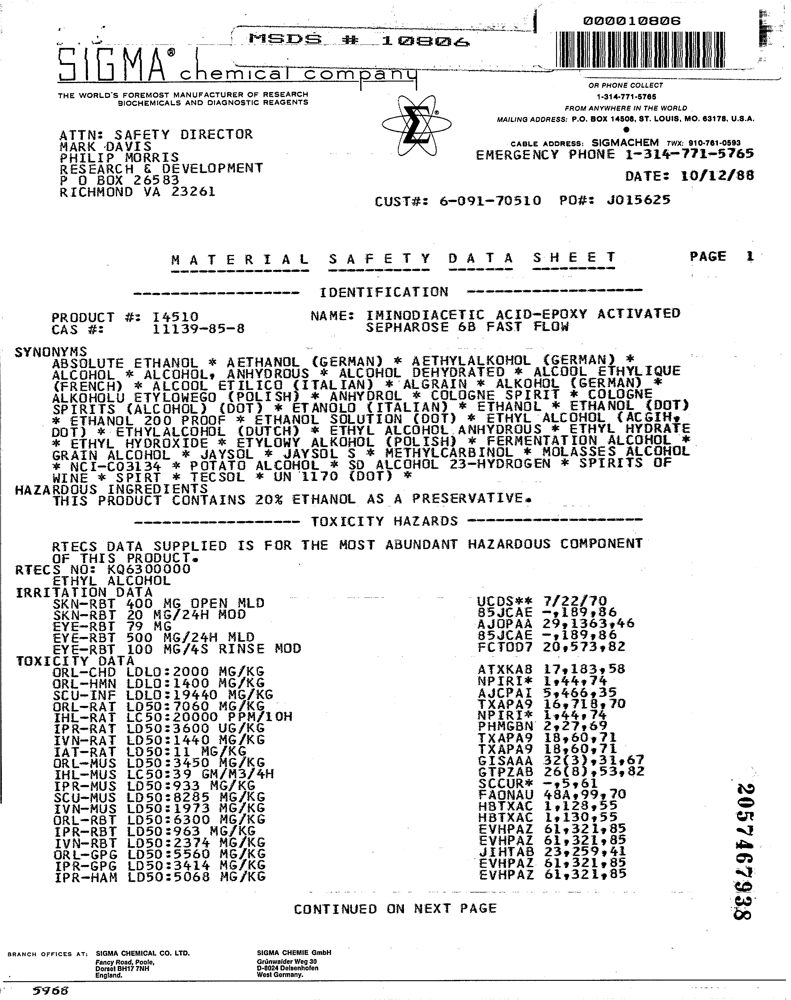 000010806
MSDS # 10806
SIGMA® chemical company
THE WORLD'S FOREMOST MANUFACTURER OF RESEARCH
BIOCHEMICALS AND DIAGNOSTIC REAGENTS
OR PHONE COLLECT
1-314-771-5765
FROM ANYWHERE IN THE WORLD
MAILING ADDRESS: P.O. BOX 14508, ST. LOUIS, MO. 63178, U.S.A.
CABLE ADDRESS: SIGMACHEM TWX: 910-761-0593
EMERGENCY PHONE 1-314-771-5765
ATTN: SAFETY DIRECTOR
MARK DAVIS
PHILIP MORRIS
RESEARCH & DEVELOPMENT
P O BOX 26583
RICHMOND VA 23261
DATE: 10/12/88
CUST#: 6-091-70510 PO#: J015625
MATERIAL SAFETY DATA SHEET PAGE 1
IDENTIFICATION
PRODUCT #: I4510 NAME: IMINODIACETIC ACID-EPOXY ACTIVATED
CAS #: 11139-85-8 SEPHAROSE 6B FAST FLOW
SYNONYMS
ABSOLUTE ETHANOL * AETHANOL (GERMAN) * AETHYLALKOHOL (GERMAN) *
ALCOHOL * ALCOHOL, ANHYDROUS * ALCOHOL DEHYDRATED * ALCOOL ETHYLIQUE
(FRENCH) * ALCOOL ETILICO (ITALIAN) * ALGRAIN * ALKOHOL (GERMAN) *
ALKOHOLU ETYLOWEGO (POLISH) * ANHYDROL * COLOGNE SPIRIT * COLOGNE
SPIRITS (ALCOHOL) (DOT) * ETANOLO (ITALIAN) * ETHANOL * ETHANOL (DOT)
* ETHANOL 200 PROOF * ETHANOL SOLUTION (DOT) * ETHYL ALCOHOL (ACGIH,
DOT) * ETHYLALCOHOL (DUTCH) * ETHYL ALCOHOL ANHYDROUS * ETHYL HYDRATE
* ETHYL HYDROXIDE * ETYLOWY ALKOHOL (POLISH) * FERMENTATION ALCOHOL *
GRAIN ALCOHOL * JAYSOL * JAYSOL S * METHYLCARBINOL * MOLASSES ALCOHOL
* NCI-C03134 * POTATO ALCOHOL * SD ALCOHOL 23-HYDROGEN * SPIRITS OF
WINE * SPIRT * TECSOL * UN 1170 (DOT) *
HAZARDOUS INGREDIENTS
THIS PRODUCT CONTAINS 20% ETHANOL AS A PRESERVATIVE.
TOXICITY HAZARDS
RTECS DATA SUPPLIED IS FOR THE MOST ABUNDANT HAZARDOUS COMPONENT
OF THIS PRODUCT.
RTECS NO: KQ6300000
ETHYL ALCOHOL
IRRITATION DATA
SKN-RBT 400 MG OPEN MLD UCDS** 7/22/70
SKN-RBT 20 MG/24H MOD 85JCAE -,189,86
EYE-RBT 79 MG AJOPAA 29,1363,46
EYE-RBT 500 MG/24H MLD 85JCAE -,189,86
EYE-RBT 100 MG/4S RINSE MOD FCTOD7 20,573,82
TOXICITY DATA
ORL-CHD LDLO:2000 MG/KG ATXKA8 17,183,58
ORL-HMN LDLO:1400 MG/KG NPIRI* 1,44,74
SCU-INF LDLO:19440 MG/KG AJCPAI 5,466,35
ORL-RAT LD50:7060 MG/KG TXAPA9 16,718,70
IHL-RAT LC50:20000 PPM/10H NPIRI* 1,44,74
IPR-RAT LD50:3600 UG/KG PHMGBN 2,27,69
IVN-RAT LD50:1440 MG/KG TXAPA9 18,60,71
IAT-RAT LD50:11 MG/KG TXAPA9 18,60,71
ORL-MUS LD50:3450 MG/KG GISAAA 32(3),31,67
IHL-MUS LC50:39 GM/M3/4H GTPZAB 26(8),53,82
IPR-MUS LD50:933 MG/KG SCCUR* -,5,61
SCU-MUS LD50:8285 MG/KG FAONAU 48A,99,70
IVN-MUS LD50:1973 MG/KG HBTXAC 1,128,55
ORL-RBT LD50:6300 MG/KG HBTXAC 1,130,55
IPR-RBT LD50:963 MG/KG EVHPAZ 61,321,85
IVN-RBT LD50:2374 MG/KG EVHPAZ 61,321,85
ORL-GPG LD50:5560 MG/KG JIHTAB 23,259,41
IPR-GPG LD50:3414 MG/KG EVHPAZ 61,321,85
IPR-HAM LD50:5068 MG/KG EVHPAZ 61,321,85
CONTINUED ON NEXT PAGE
2057467938
BRANCH OFFICES AT: SIGMA CHEMICAL CO. LTD. SIGMA CHEMIE GmbH
Fancy Road, Poole, Grünwalder Weg 30
Dorset BH17 7NH D-8024 Deisenhofen
England. West Germany.
5968